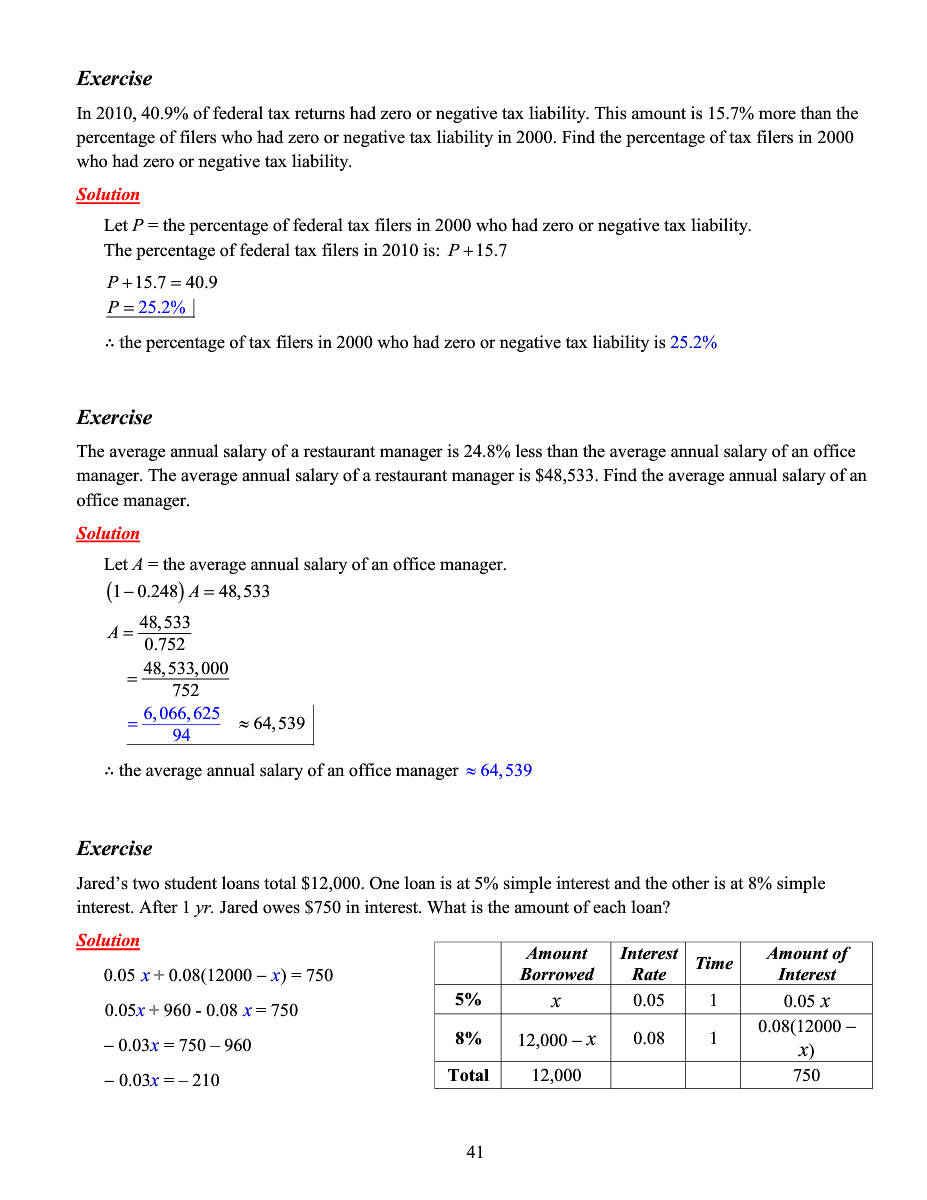 Exercise
In 2010, 40.9% of federal tax returns had zero or negative tax liability. This amount is 15.7% more than the
percentage of filers who had zero or negative tax liability in 2000. Find the percentage of tax filers in 2000
who had zero or negative tax liability.
Solution
Let P = the percentage of federal tax filers in 2000 who had zero or negative tax liability.
The percentage of federal tax filers in 2010 is: P + 15.7
P + 15.7 = 40.9
P = 25.2%
∴ the percentage of tax filers in 2000 who had zero or negative tax liability is 25.2%
Exercise
The average annual salary of a restaurant manager is 24.8% less than the average annual salary of an office
manager. The average annual salary of a restaurant manager is $48,533. Find the average annual salary of an
office manager.
Solution
Let A = the average annual salary of an office manager.
(1 − 0.248) A = 48,533
A = 48,533 / 0.752
= 48,533,000 / 752
= 6,066,625 / 94 ≈ 64,539
∴ the average annual salary of an office manager ≈ 64,539
Exercise
Jared's two student loans total $12,000. One loan is at 5% simple interest and the other is at 8% simple
interest. After 1 yr. Jared owes $750 in interest. What is the amount of each loan?
Solution
0.05 x + 0.08(12000 – x) = 750
0.05x + 960 - 0.08 x = 750
– 0.03x = 750 – 960
– 0.03x = – 210
Amount Borrowed Interest Rate Time Amount of Interest
5% x 0.05 1 0.05 x
8% 12,000 – x 0.08 1 0.08(12000 – x)
Total 12,000 750
41